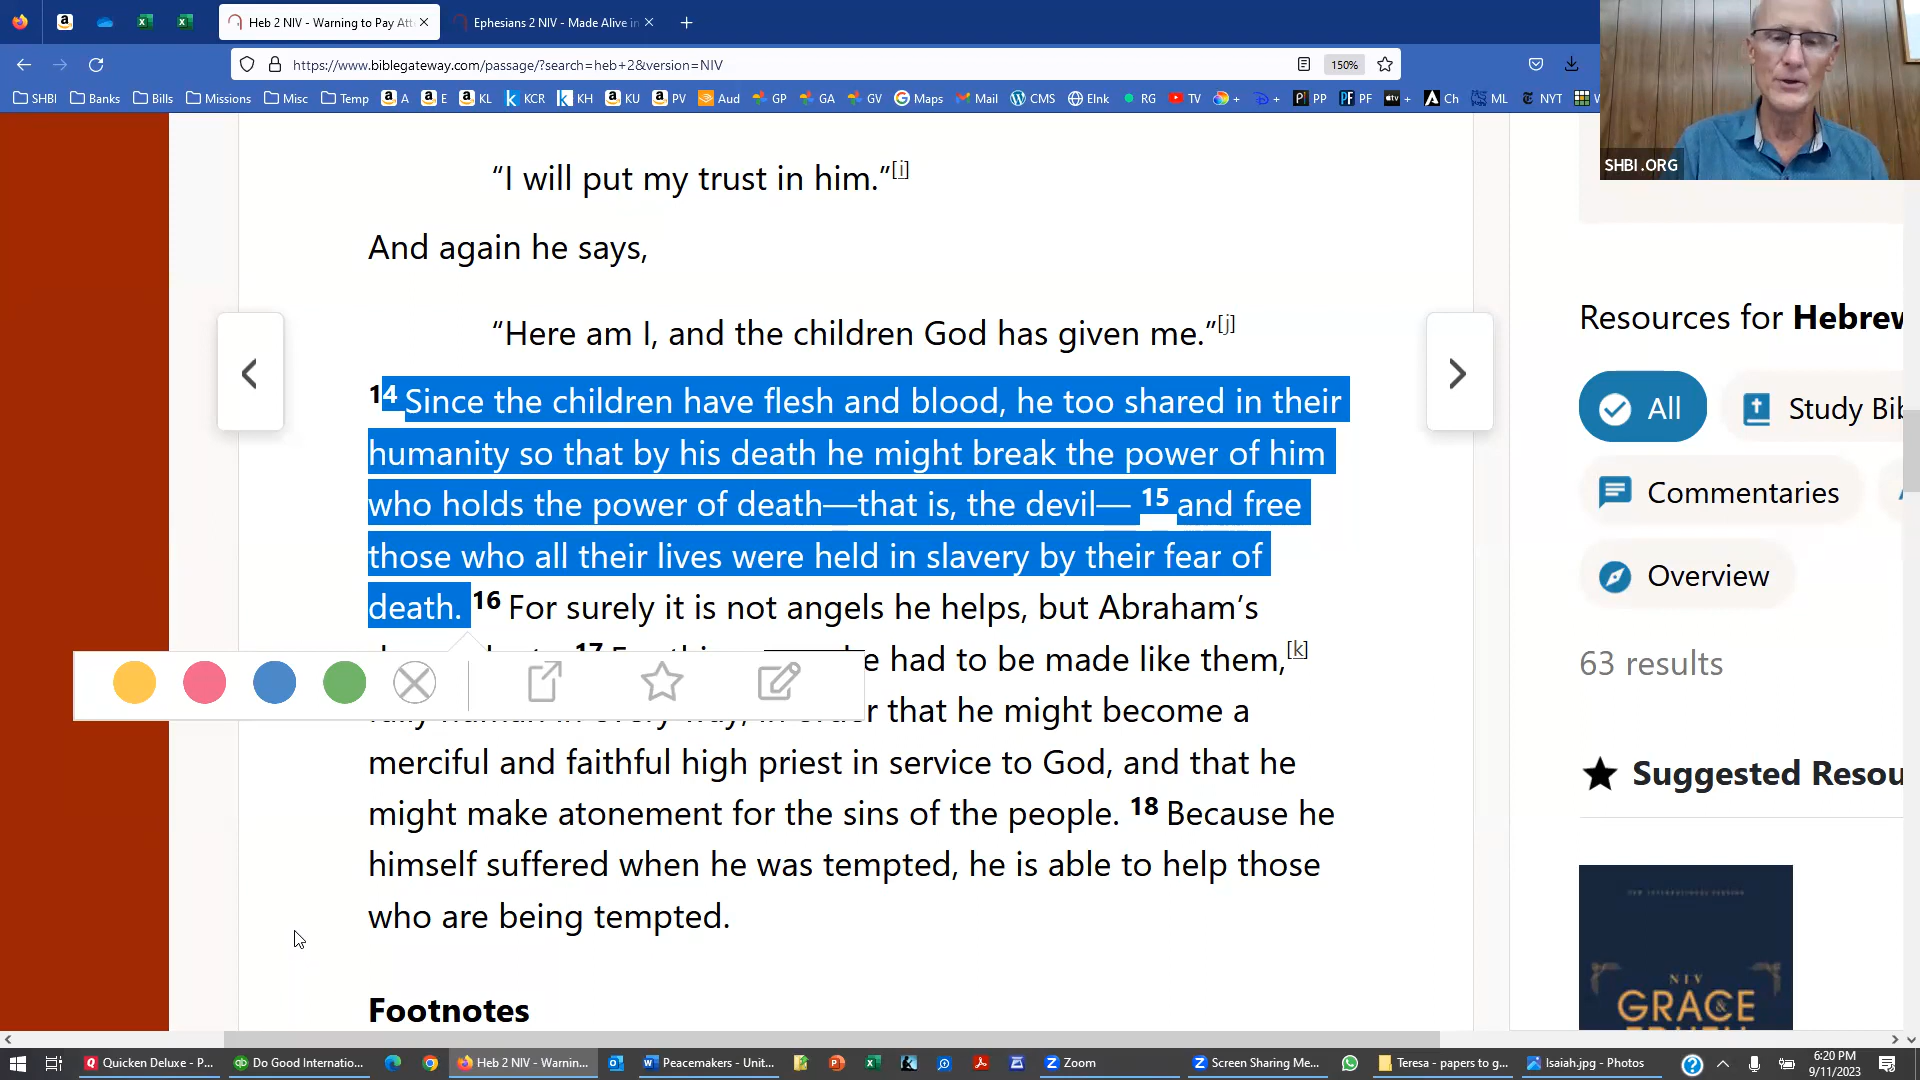 Heb 2 NIV - Warning to Pay Att
Ephesians 2 NIV - Made Alive in
https://www.biblegateway.com/passage/?search=heb+2&version=NIV
150%
SHBI
Banks
Bills
Missions
Misc
Temp
A
E
KL
KCR
KH
KU
PV
Aud
GP
GA
GV
Maps
Mail
CMS
EInk
RG
TV
+
+
PP
PF
+
Ch
ML
NYT
SHBI.ORG
“I will put my trust in him.”[i]
And again he says,
“Here am I, and the children God has given me.”[j]
14 Since the children have flesh and blood, he too shared in their
humanity so that by his death he might break the power of him
who holds the power of death—that is, the devil— 15 and free
those who all their lives were held in slavery by their fear of
death. 16 For surely it is not angels he helps, but Abraham’s
17 he had to be made like them,[k]
that he might become a
merciful and faithful high priest in service to God, and that he
might make atonement for the sins of the people. 18 Because he
himself suffered when he was tempted, he is able to help those
who are being tempted.
Footnotes
Resources for Hebrew
All
Study Bib
Commentaries
Overview
63 results
Suggested Resou
NEW INTERNATIONAL VERSION
NIV
GRACE &
TRUTH
Quicken Deluxe - P...
Do Good Internatio...
Heb 2 NIV - Warnin...
Peacemakers - Unit...
Zoom
Screen Sharing Me...
Teresa - papers to g...
Isaiah.jpg - Photos
6:20 PM
9/11/2023